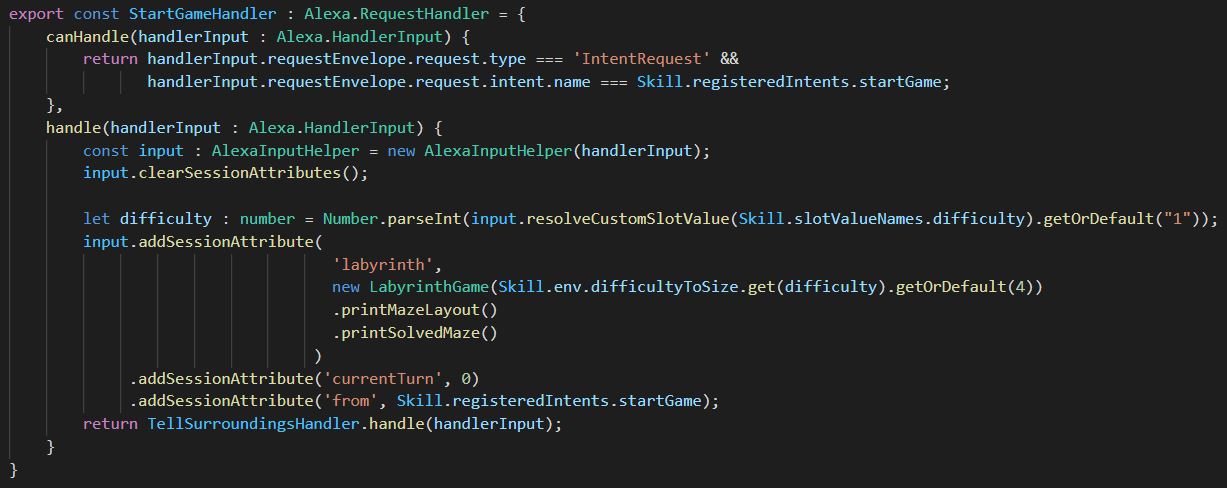 export const StartGameHandler : Alexa.RequestHandler = {
    canHandle(handlerInput : Alexa.HandlerInput) {
        return handlerInput.requestEnvelope.request.type === 'IntentRequest' &&
               handlerInput.requestEnvelope.request.intent.name === Skill.registeredIntents.startGame;
    },
    handle(handlerInput : Alexa.HandlerInput) {
        const input : AlexaInputHelper = new AlexaInputHelper(handlerInput);
        input.clearSessionAttributes();

        let difficulty : number = Number.parseInt(input.resolveCustomSlotValue(Skill.slotValueNames.difficulty).getOrDefault("1"));
        input.addSessionAttribute(
                                   'labyrinth',
                                   new LabyrinthGame(Skill.env.difficultyToSize.get(difficulty).getOrDefault(4))
                                   .printMazeLayout()
                                   .printSolvedMaze()
                                 )
             .addSessionAttribute('currentTurn', 0)
             .addSessionAttribute('from', Skill.registeredIntents.startGame);
        return TellSurroundingsHandler.handle(handlerInput);
    }
}